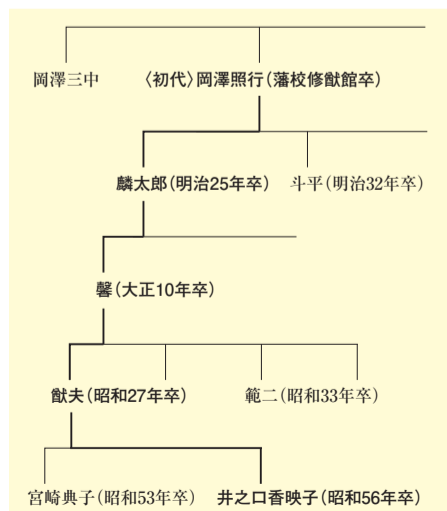 岡澤三中 〈初代〉岡澤照行(藩校修猷館卒)
麟太郎(明治25年卒) 斗平(明治32年卒)
馨(大正10年卒)
猷夫(昭和27年卒) 範二(昭和33年卒)
宮崎典子(昭和53年卒) 井之口香映子(昭和56年卒)